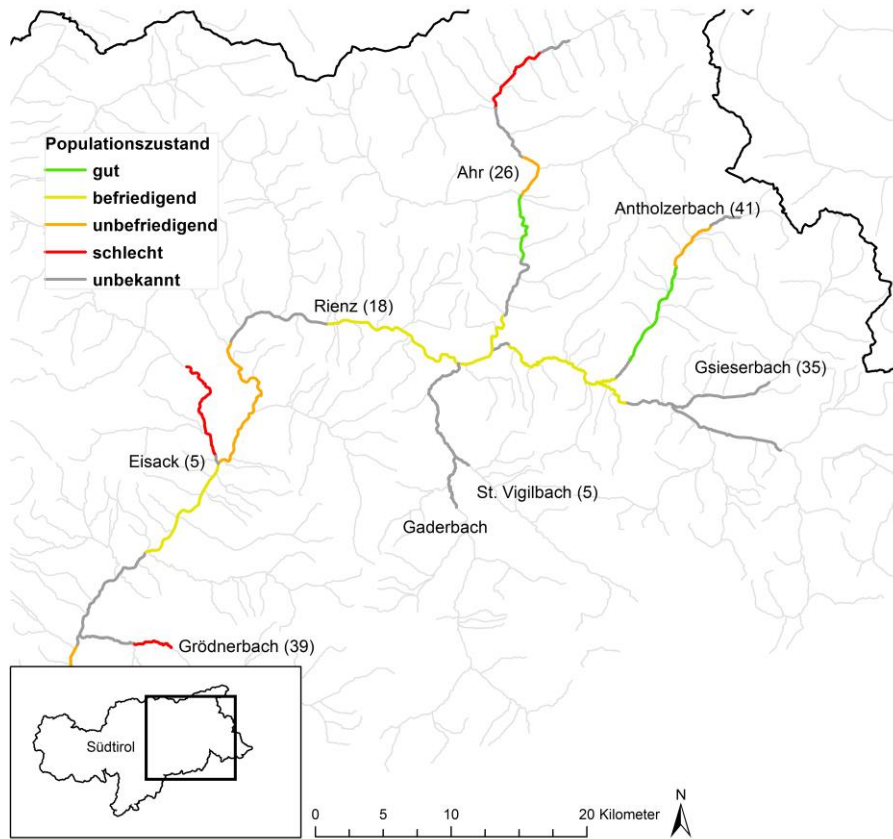 Populationszustand
gut
befriedigend
unbefriedigend
schlecht
unbekannt
Ahr (26)
Antholzerbach (41)
Rienz (18)
Gsieserbach (35)
Eisack (5)
St. Vigilbach (5)
Gaderbach
Grödnerbach (39)
Südtirol
0 5 10 20 Kilometer
N